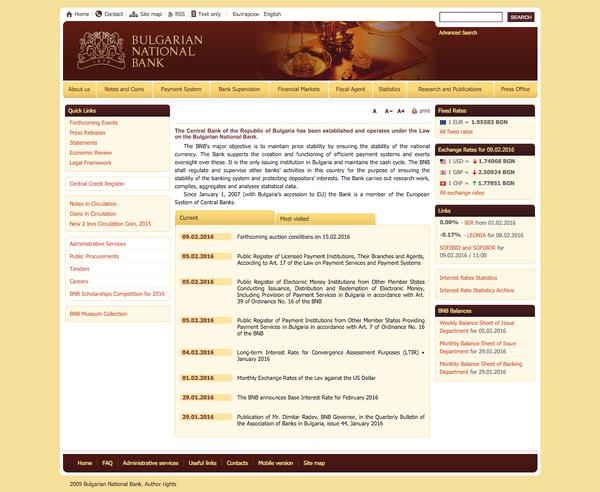 Home Contact Site map RSS Text only Български English
SEARCH
Advanced Search
BULGARIAN
NATIONAL
BANK
1879
About us Notes and Coins Payment System Bank Supervision Financial Markets Fiscal Agent Statistics Research and Publications Press Office
Quick Links
Forthcoming Events
Press Releases
Statements
Economic Review
Legal Framework
Central Credit Register
Notes in Circulation
Coins in Circulation
New 2 levs Circulation Coin, 2015
Administrative Services
Public Procurements
Tenders
Careers
BNB Scholarships Competition for 2016
BNB Museum Collection
A A- A+ print
The Central Bank of the Republic of Bulgaria has been established and operates under the Law
on the Bulgarian National Bank.
The BNB's major objective is to maintain price stability by ensuring the stability of the national
currency. The Bank supports the creation and functioning of efficient payment systems and exerts
oversight over these. It is the only issuing institution in Bulgaria and maintains the cash cycle. The BNB
shall regulate and supervise other banks' activities in this country for the purpose of ensuring the
stability of the banking system and protecting depositors' interests. The Bank carries out research work,
compiles, aggregates and analyses statistical data.
Since January 1, 2007 (with Bulgaria's accession to EU) the Bank is a member of the European
System of Central Banks.
Current Most visited
09.02.2016 Forthcoming auction conditions on 15.02.2016
05.02.2016 Public Register of Licensed Payment Institutions, Their Branches and Agents,
According to Art. 17 of the Law on Payment Services and Payment Systems
05.02.2016 Public Register of Electronic Money Institutions from Other Member States
Conducting Issuance, Distribution and Redemption of Electronic Money,
Including Provision of Payment Services in Bulgaria in accordance with Art.
39 of Ordinance No. 16 of the BNB
05.02.2016 Public Register of Payment Institutions from Other Member States Providing
Payment Services in Bulgaria in accordance with Art. 7 of Ordinance No. 16
of the BNB
04.02.2016 Long-term Interest Rate for Convergence Assessment Purposes (LTIR) •
January 2016
01.02.2016 Monthly Exchange Rates of the Lev against the US Dollar
29.01.2016 The BNB announces Base Interest Rate for February 2016
29.01.2016 Publication of Mr. Dimitar Radev, BNB Governor, in the Quarterly Bulletin of
the Association of Banks in Bulgaria, issue 44, January 2016
Fixed Rates
1 EUR = 1.95583 BGN
All fixed rates
Exchange Rates for 09.02.2016
1 USD = 1.74068 BGN
1 GBP = 2.50924 BGN
1 CHF = 1.77851 BGN
All exchange rates
Links
0.00% - BIR from 01.02.2016
-0.17% - LEONIA for 08.02.2016
SOFIBID and SOFIBOR for
09.02.2016 / 11:00
Interest Rates Statistics
Interest Rate Statistics Archive
BNB Balances
Weekly Balance Sheet of Issue
Department for 05.02.2016
Monthly Balance Sheet of Issue
Department for 29.01.2016
Monthly Balance Sheet of Banking
Department for 29.01.2016
Home FAQ Administrative services Useful links Contacts Mobile version Site map
2009 Bulgarian National Bank. Author rights